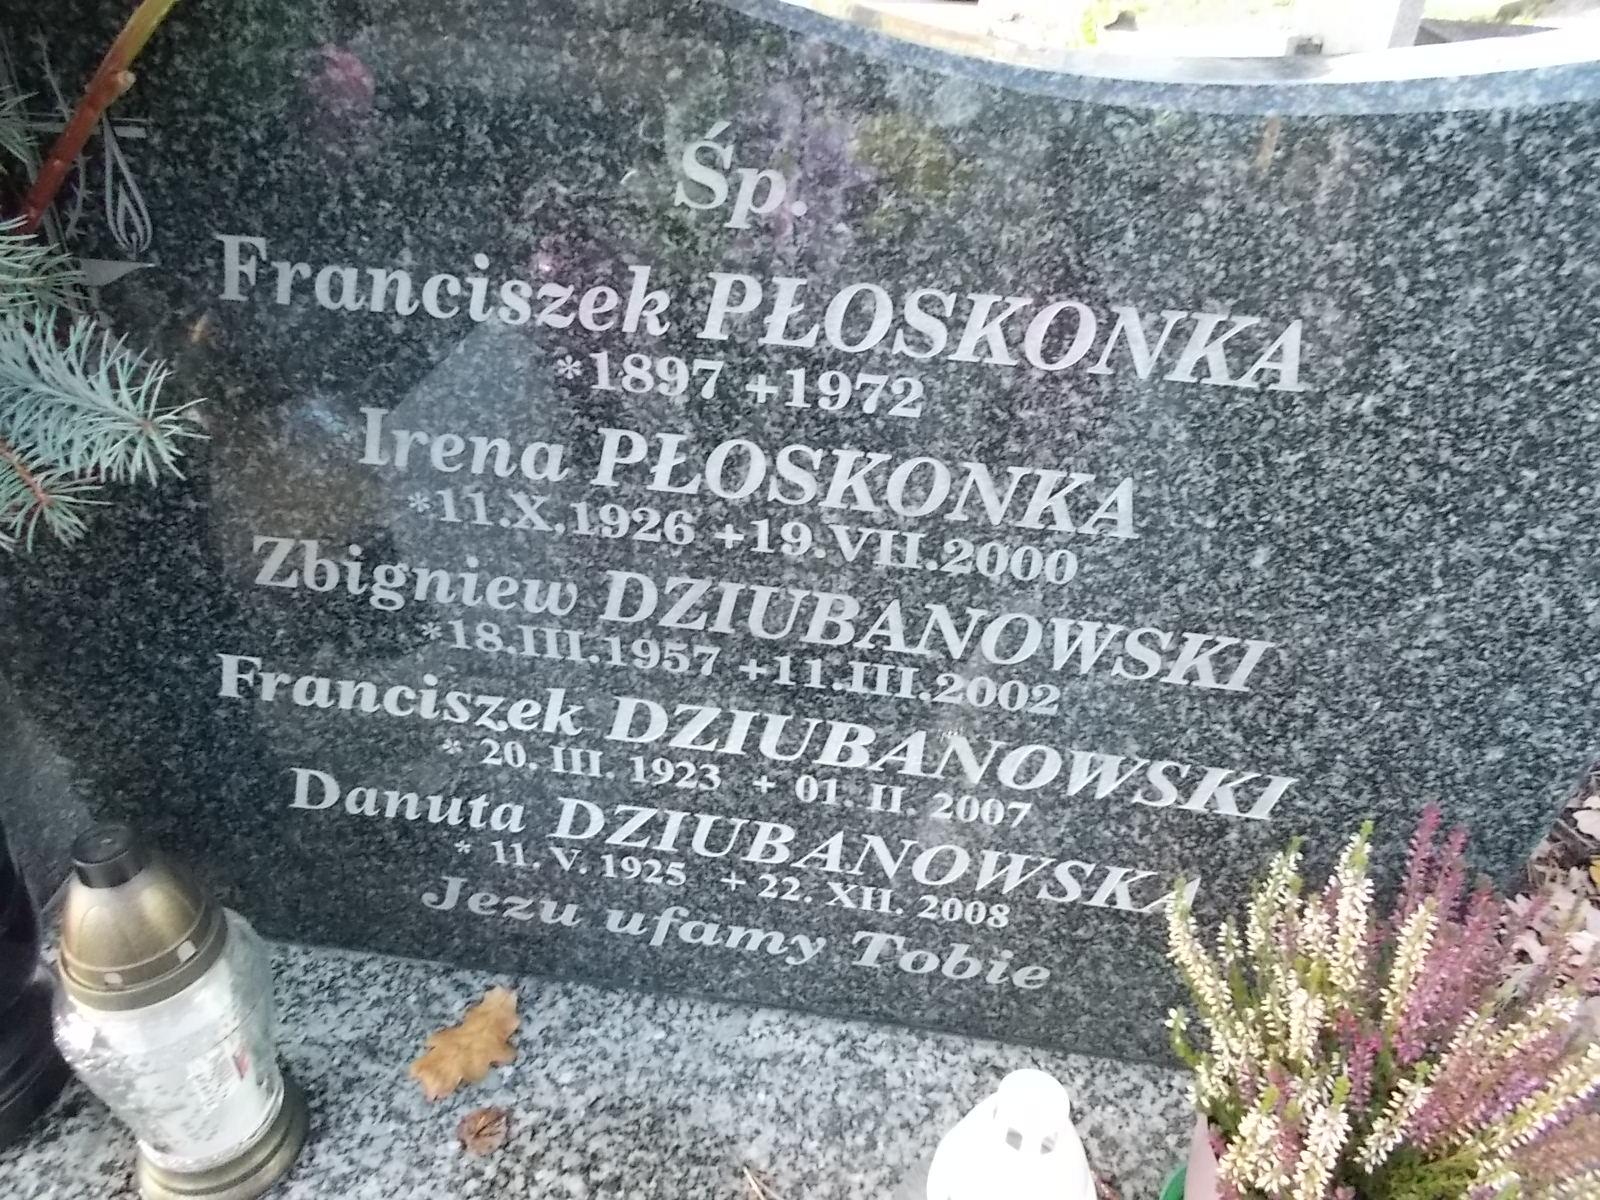 Śp.
Franciszek PŁOSKONKA
*1897 +1972
Irena PŁOSKONKA
*11.X.1926 +19.VII.2000
Zbigniew DZIUBANOWSKI
*18.III.1957 +11.III.2002
Franciszek DZIUBANOWSKI
* 20. III. 1923 + 01. II. 2007
Danuta DZIUBANOWSKA
* 11. V. 1925 + 22. XII. 2008
Jezu ufamy Tobie